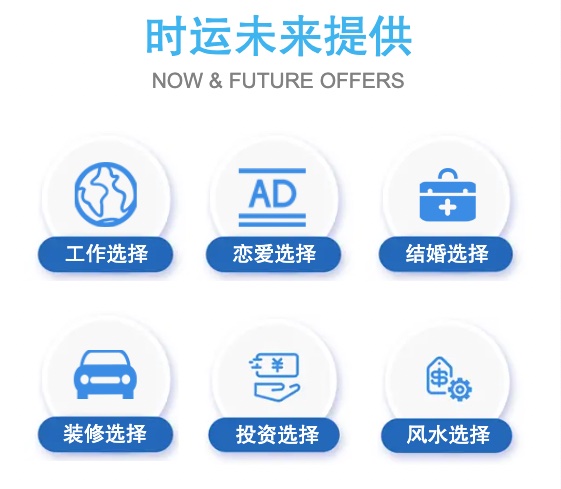 时运未来提供
NOW & FUTURE OFFERS
AD
工作选择
恋爱选择
结婚选择
¥
$
装修选择
投资选择
风水选择